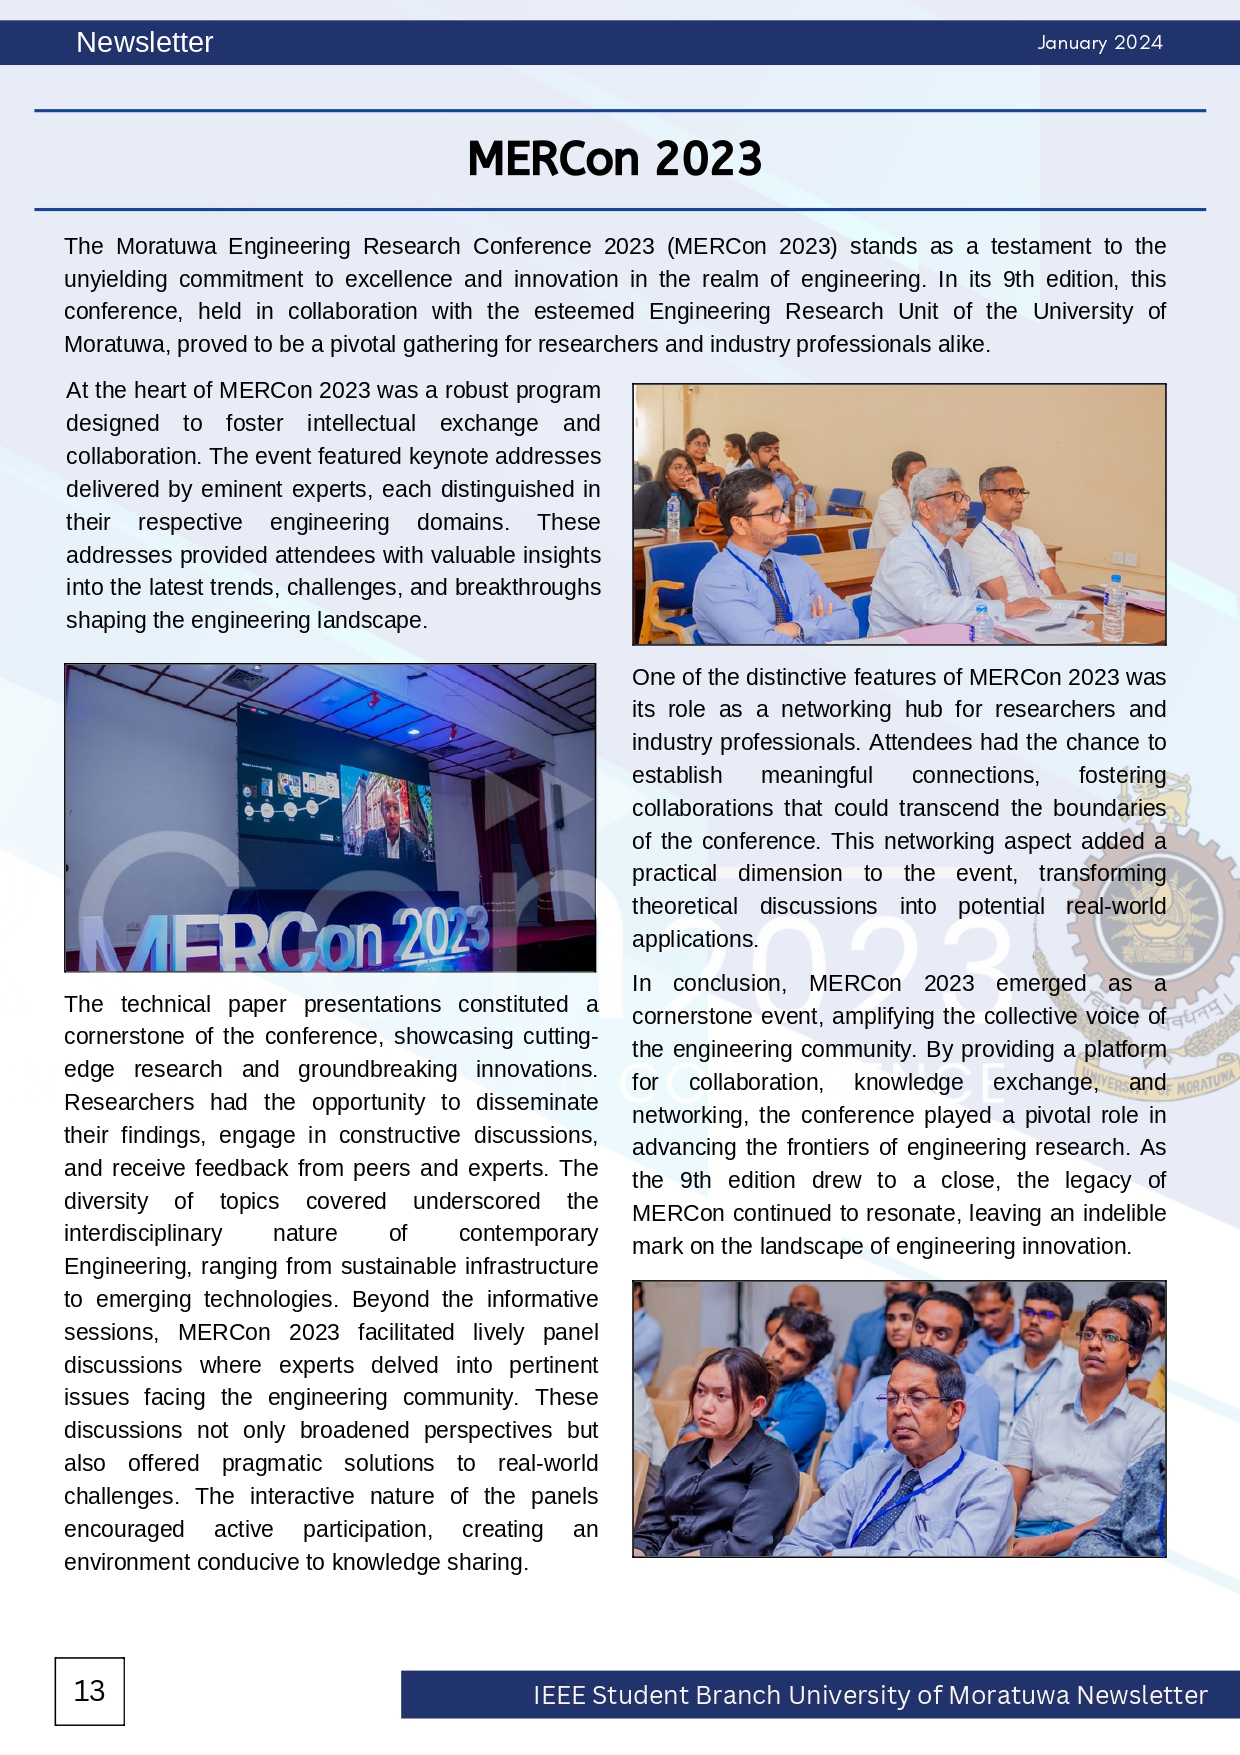 Newsletter
January 2024
MERCon 2023
The Moratuwa Engineering Research Conference 2023 (MERCon 2023) stands as a testament to the
unyielding commitment to excellence and innovation in the realm of engineering. In its 9th edition, this
conference, held in collaboration with the esteemed Engineering Research Unit of the University of
Moratuwa, proved to be a pivotal gathering for researchers and industry professionals alike.
At the heart of MERCon 2023 was a robust program
designed to foster intellectual exchange and
collaboration. The event featured keynote addresses
delivered by eminent experts, each distinguished in
their respective engineering domains. These
addresses provided attendees with valuable insights
into the latest trends, challenges, and breakthroughs
shaping the engineering landscape.
MERCon 2023
The technical paper presentations constituted a
cornerstone of the conference, showcasing cutting-
edge research and groundbreaking innovations.
Researchers had the opportunity to disseminate
their findings, engage in constructive discussions,
and receive feedback from peers and experts. The
diversity of topics covered underscored the
interdisciplinary nature of contemporary
Engineering, ranging from sustainable infrastructure
to emerging technologies. Beyond the informative
sessions, MERCon 2023 facilitated lively panel
discussions where experts delved into pertinent
issues facing the engineering community. These
discussions not only broadened perspectives but
also offered pragmatic solutions to real-world
challenges. The interactive nature of the panels
encouraged active participation, creating an
environment conducive to knowledge sharing.
One of the distinctive features of MERCon 2023 was
its role as a networking hub for researchers and
industry professionals. Attendees had the chance to
establish meaningful connections, fostering
collaborations that could transcend the boundaries
of the conference. This networking aspect added a
practical dimension to the event, transforming
theoretical discussions into potential real-world
applications.
In conclusion, MERCon 2023 emerged as a
cornerstone event, amplifying the collective voice of
the engineering community. By providing a platform
for collaboration, knowledge exchange, and
networking, the conference played a pivotal role in
advancing the frontiers of engineering research. As
the 9th edition drew to a close, the legacy of
MERCon continued to resonate, leaving an indelible
mark on the landscape of engineering innovation.
Con 2023
UNIVERSITY OF MORATUWA
13
IEEE Student Branch University of Moratuwa Newsletter